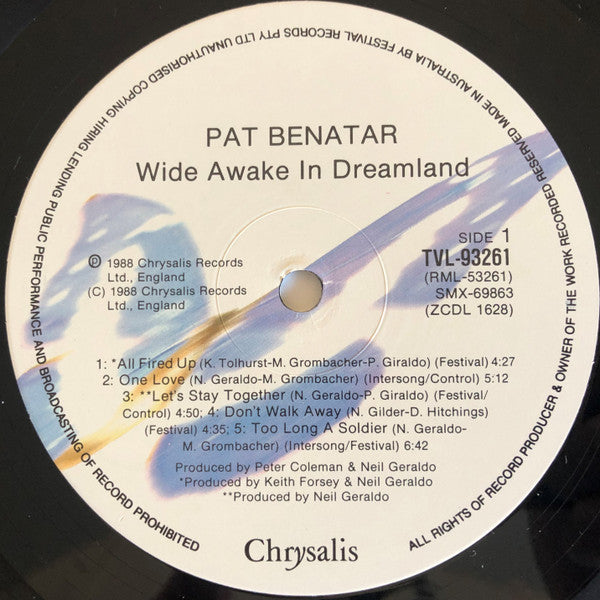 UNAUTHORISED COPYING HIRING LENDING PUBLIC PERFORMANCE AND BROADCASTING OF RECORD PROHIBITED
MADE IN AUSTRALIA BY FESTIVAL RECORDS PTY LTD
ALL RIGHTS OF RECORD PRODUCER & OWNER OF THE WORK RECORDED RESERVED
PAT BENATAR
Wide Awake In Dreamland
SIDE 1
TVL-93261
(RML-53261)
SMX-69863
(ZCDL 1628)
℗ 1988 Chrysalis Records
Ltd., England
(C) 1988 Chrysalis Records
Ltd., England
1: *All Fired Up (K. Tolhurst-M. Grombacher-P. Giraldo) (Festival) 4:27
2: One Love (N. Geraldo-M. Grombacher) (Intersong/Control) 5:12
3: **Let's Stay Together (N. Geraldo-P. Giraldo) (Festival/
Control) 4:50; 4: Don't Walk Away (N. Gilder-D. Hitchings)
(Festival) 4:35; 5: Too Long A Soldier (N. Geraldo-
M. Grombacher) (Intersong/Festival) 6:42
Produced by Peter Coleman & Neil Geraldo
*Produced by Keith Forsey & Neil Geraldo
**Produced by Neil Geraldo
Chrysalis